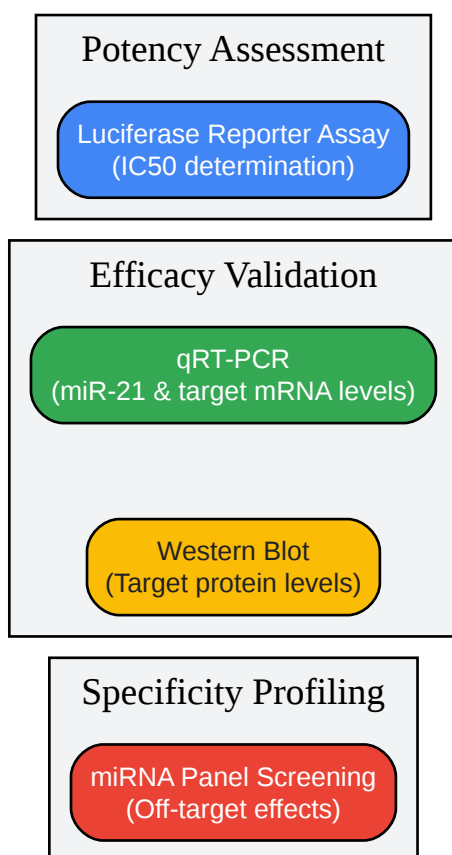 Potency Assessment
Luciferase Reporter Assay
(IC50 determination)
Efficacy Validation
qRT-PCR
(miR-21 & target mRNA levels)
Western Blot
(Target protein levels)
Specificity Profiling
miRNA Panel Screening
(Off-target effects)